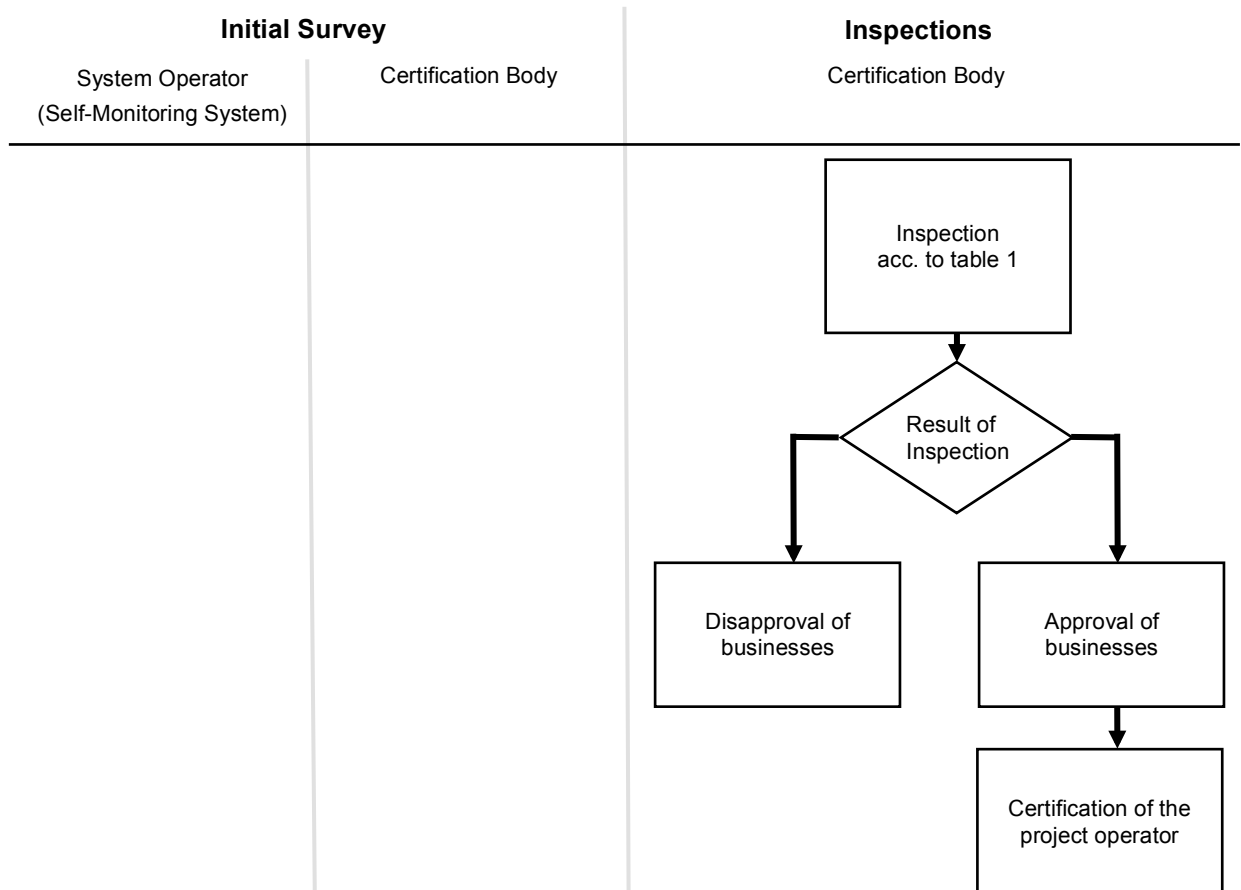 Initial Survey
Inspections
System Operator
(Self-Monitoring System)
Certification Body
Certification Body
Inspection
acc. to table 1
Result of
Inspection
Disapproval of
businesses
Approval of
businesses
Certification of the
project operator